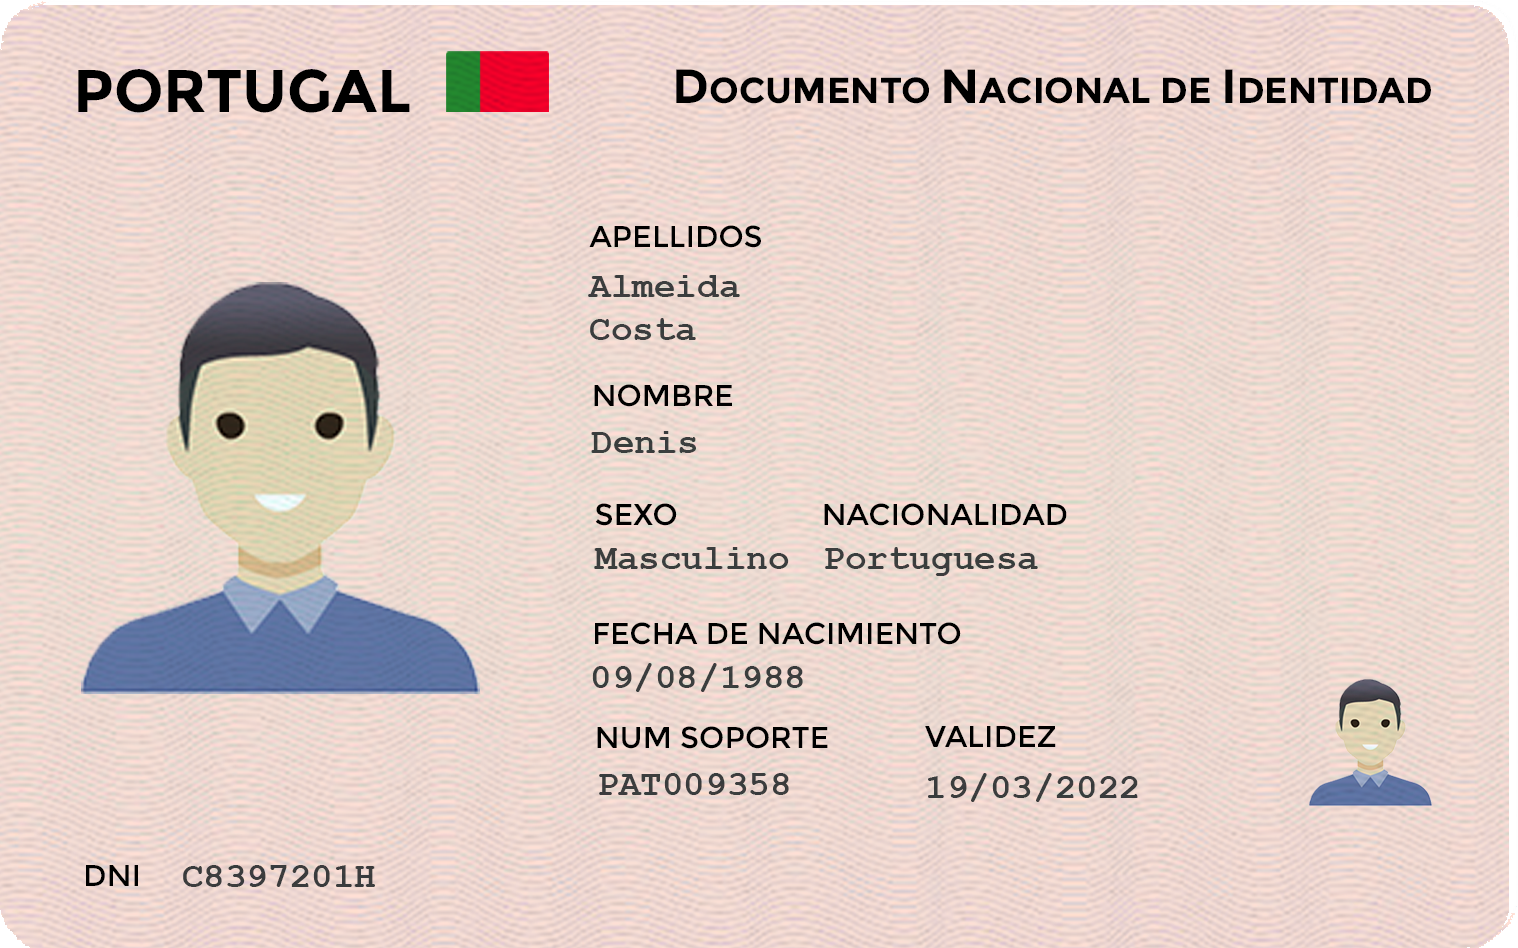 PORTUGAL
DOCUMENTO NACIONAL DE IDENTIDAD
APELLIDOS
Almeida
Costa
NOMBRE
Denis
SEXO NACIONALIDAD
Masculino Portuguesa
FECHA DE NACIMIENTO
09/08/1988
NUM SOPORTE VALIDEZ
PAT009358 19/03/2022
DNI C8397201H